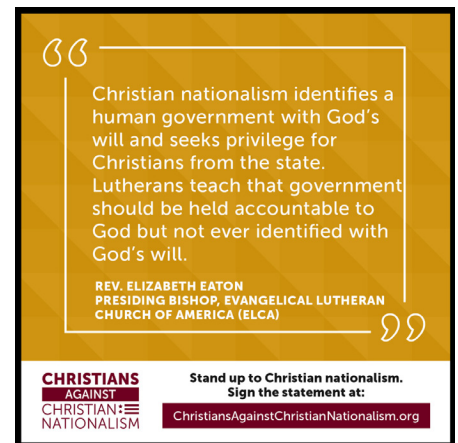 Christian nationalism identifies a
human government with God's
will and seeks privilege for
Christians from the state.
Lutherans teach that government
should be held accountable to
God but not ever identified with
God's will.
REV. ELIZABETH EATON
PRESIDING BISHOP, EVANGELICAL LUTHERAN
CHURCH OF AMERICA (ELCA)
CHRISTIANS
AGAINST
CHRISTIAN
NATIONALISM
Stand up to Christian nationalism.
Sign the statement at:
ChristiansAgainstChristianNationalism.org